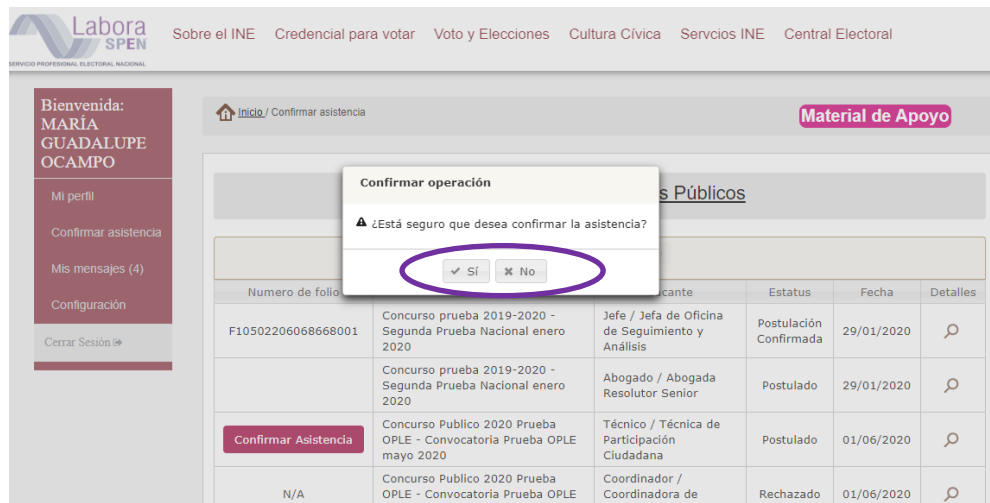 Labora
SPEN
SERVICIO PROFESIONAL ELECTORAL NACIONAL
Sobre el INE Credencial para votar Voto y Elecciones Cultura Cívica Servcios INE Central Electoral
Bienvenida:
MARÍA
GUADALUPE
OCAMPO
Mi perfil
Confirmar asistencia
Mis mensajes (4)
Configuración
Cerrar Sesión
Inicio / Confirmar asistencia
Material de Apoyo
s Públicos
Confirmar operación
¿Está seguro que desea confirmar la asistencia?
Sí No
Numero de folio cante Estatus Fecha Detalles
F10502206068668001 Concurso prueba 2019-2020 - Segunda Prueba Nacional enero 2020 Jefe / Jefa de Oficina de Seguimiento y Análisis Postulación Confirmada 29/01/2020
Concurso prueba 2019-2020 - Segunda Prueba Nacional enero 2020 Abogado / Abogada Resolutor Senior Postulado 29/01/2020
Confirmar Asistencia Concurso Publico 2020 Prueba OPLE - Convocatoria Prueba OPLE mayo 2020 Técnico / Técnica de Participación Ciudadana Postulado 01/06/2020
N/A Concurso Publico 2020 Prueba OPLE - Convocatoria Prueba OPLE Coordinador / Coordinadora de Rechazado 01/06/2020